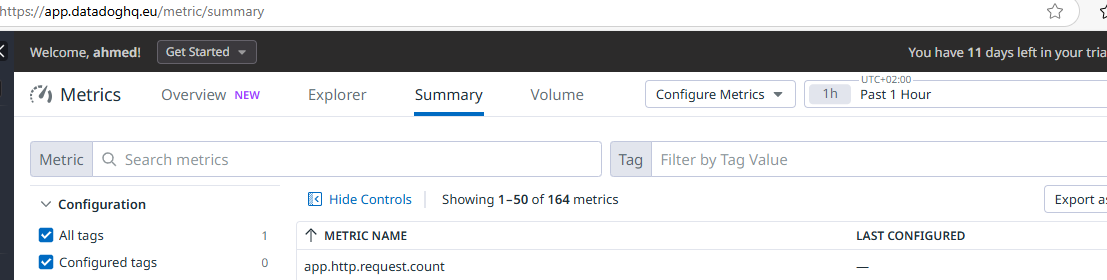 https://app.datadoghq.eu/metric/summary
Welcome, ahmed! Get Started You have 11 days left in your tria
Metrics Overview NEW Explorer Summary Volume Configure Metrics UTC+02:00 1h Past 1 Hour
Metric Search metrics Tag Filter by Tag Value
Configuration Hide Controls Showing 1–50 of 164 metrics Export as
All tags 1 METRIC NAME LAST CONFIGURED
Configured tags 0 app.http.request.count —